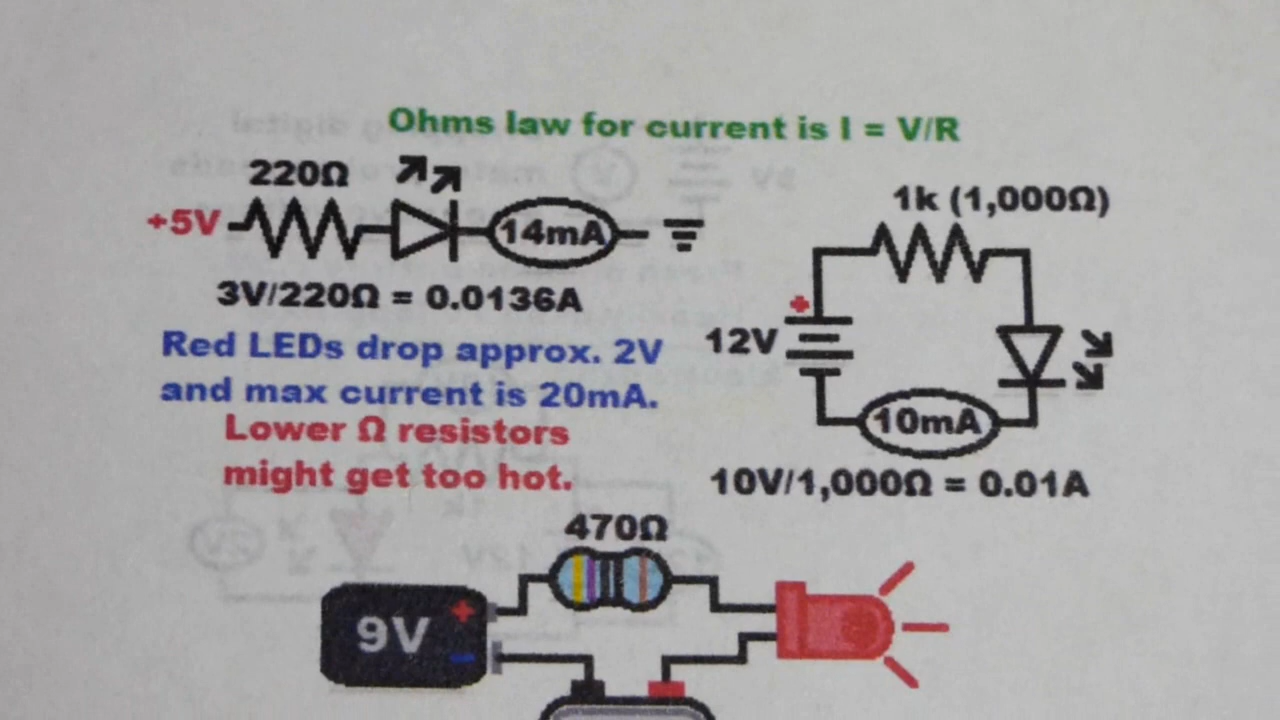 Ohms law for current is I = V/R
220Ω
+5V
14mA
3V/220Ω = 0.0136A
Red LEDs drop approx. 2V
and max current is 20mA.
Lower Ω resistors
might get too hot.
1k (1,000Ω)
+
12V
10mA
10V/1,000Ω = 0.01A
470Ω
9V
+
-